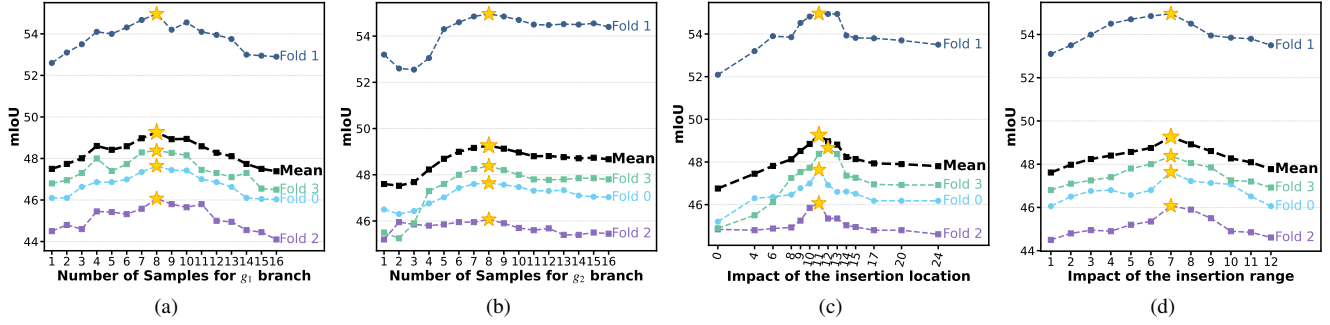 54
52
50
48
46
44
mIoU
Fold 1
Mean
Fold 3
Fold 0
Fold 2
1 2 3 4 5 6 7 8 9 10 11 12 13 14 15 16
Number of Samples for g1 branch
(a)
54
52
50
48
46
mIoU
Fold 1
Mean
Fold 3
Fold 0
Fold 2
1 2 3 4 5 6 7 8 9 10 11 12 13 14 15 16
Number of Samples for g2 branch
(b)
54
52
50
48
46
mIoU
Fold 1
Mean
Fold 3
Fold 0
Fold 2
0 4 6 8 9 10 11 12 13 14 15 17 20 24
Impact of the insertion location
(c)
54
52
50
48
46
44
mIoU
Fold 1
Mean
Fold 3
Fold 0
Fold 2
1 2 3 4 5 6 7 8 9 10 11 12
Impact of the insertion range
(d)